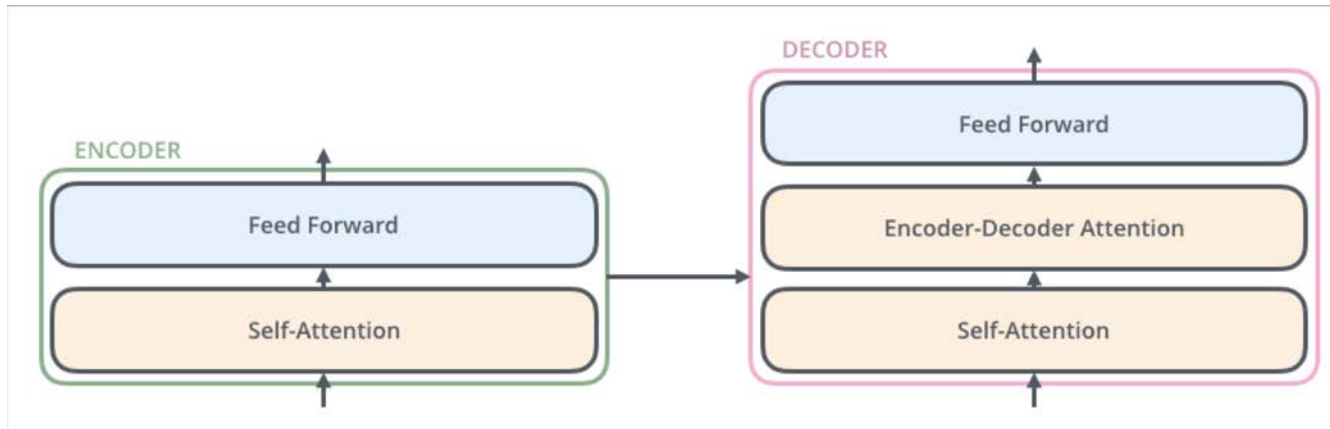 ENCODER
Feed Forward
Self-Attention
DECODER
Feed Forward
Encoder-Decoder Attention
Self-Attention